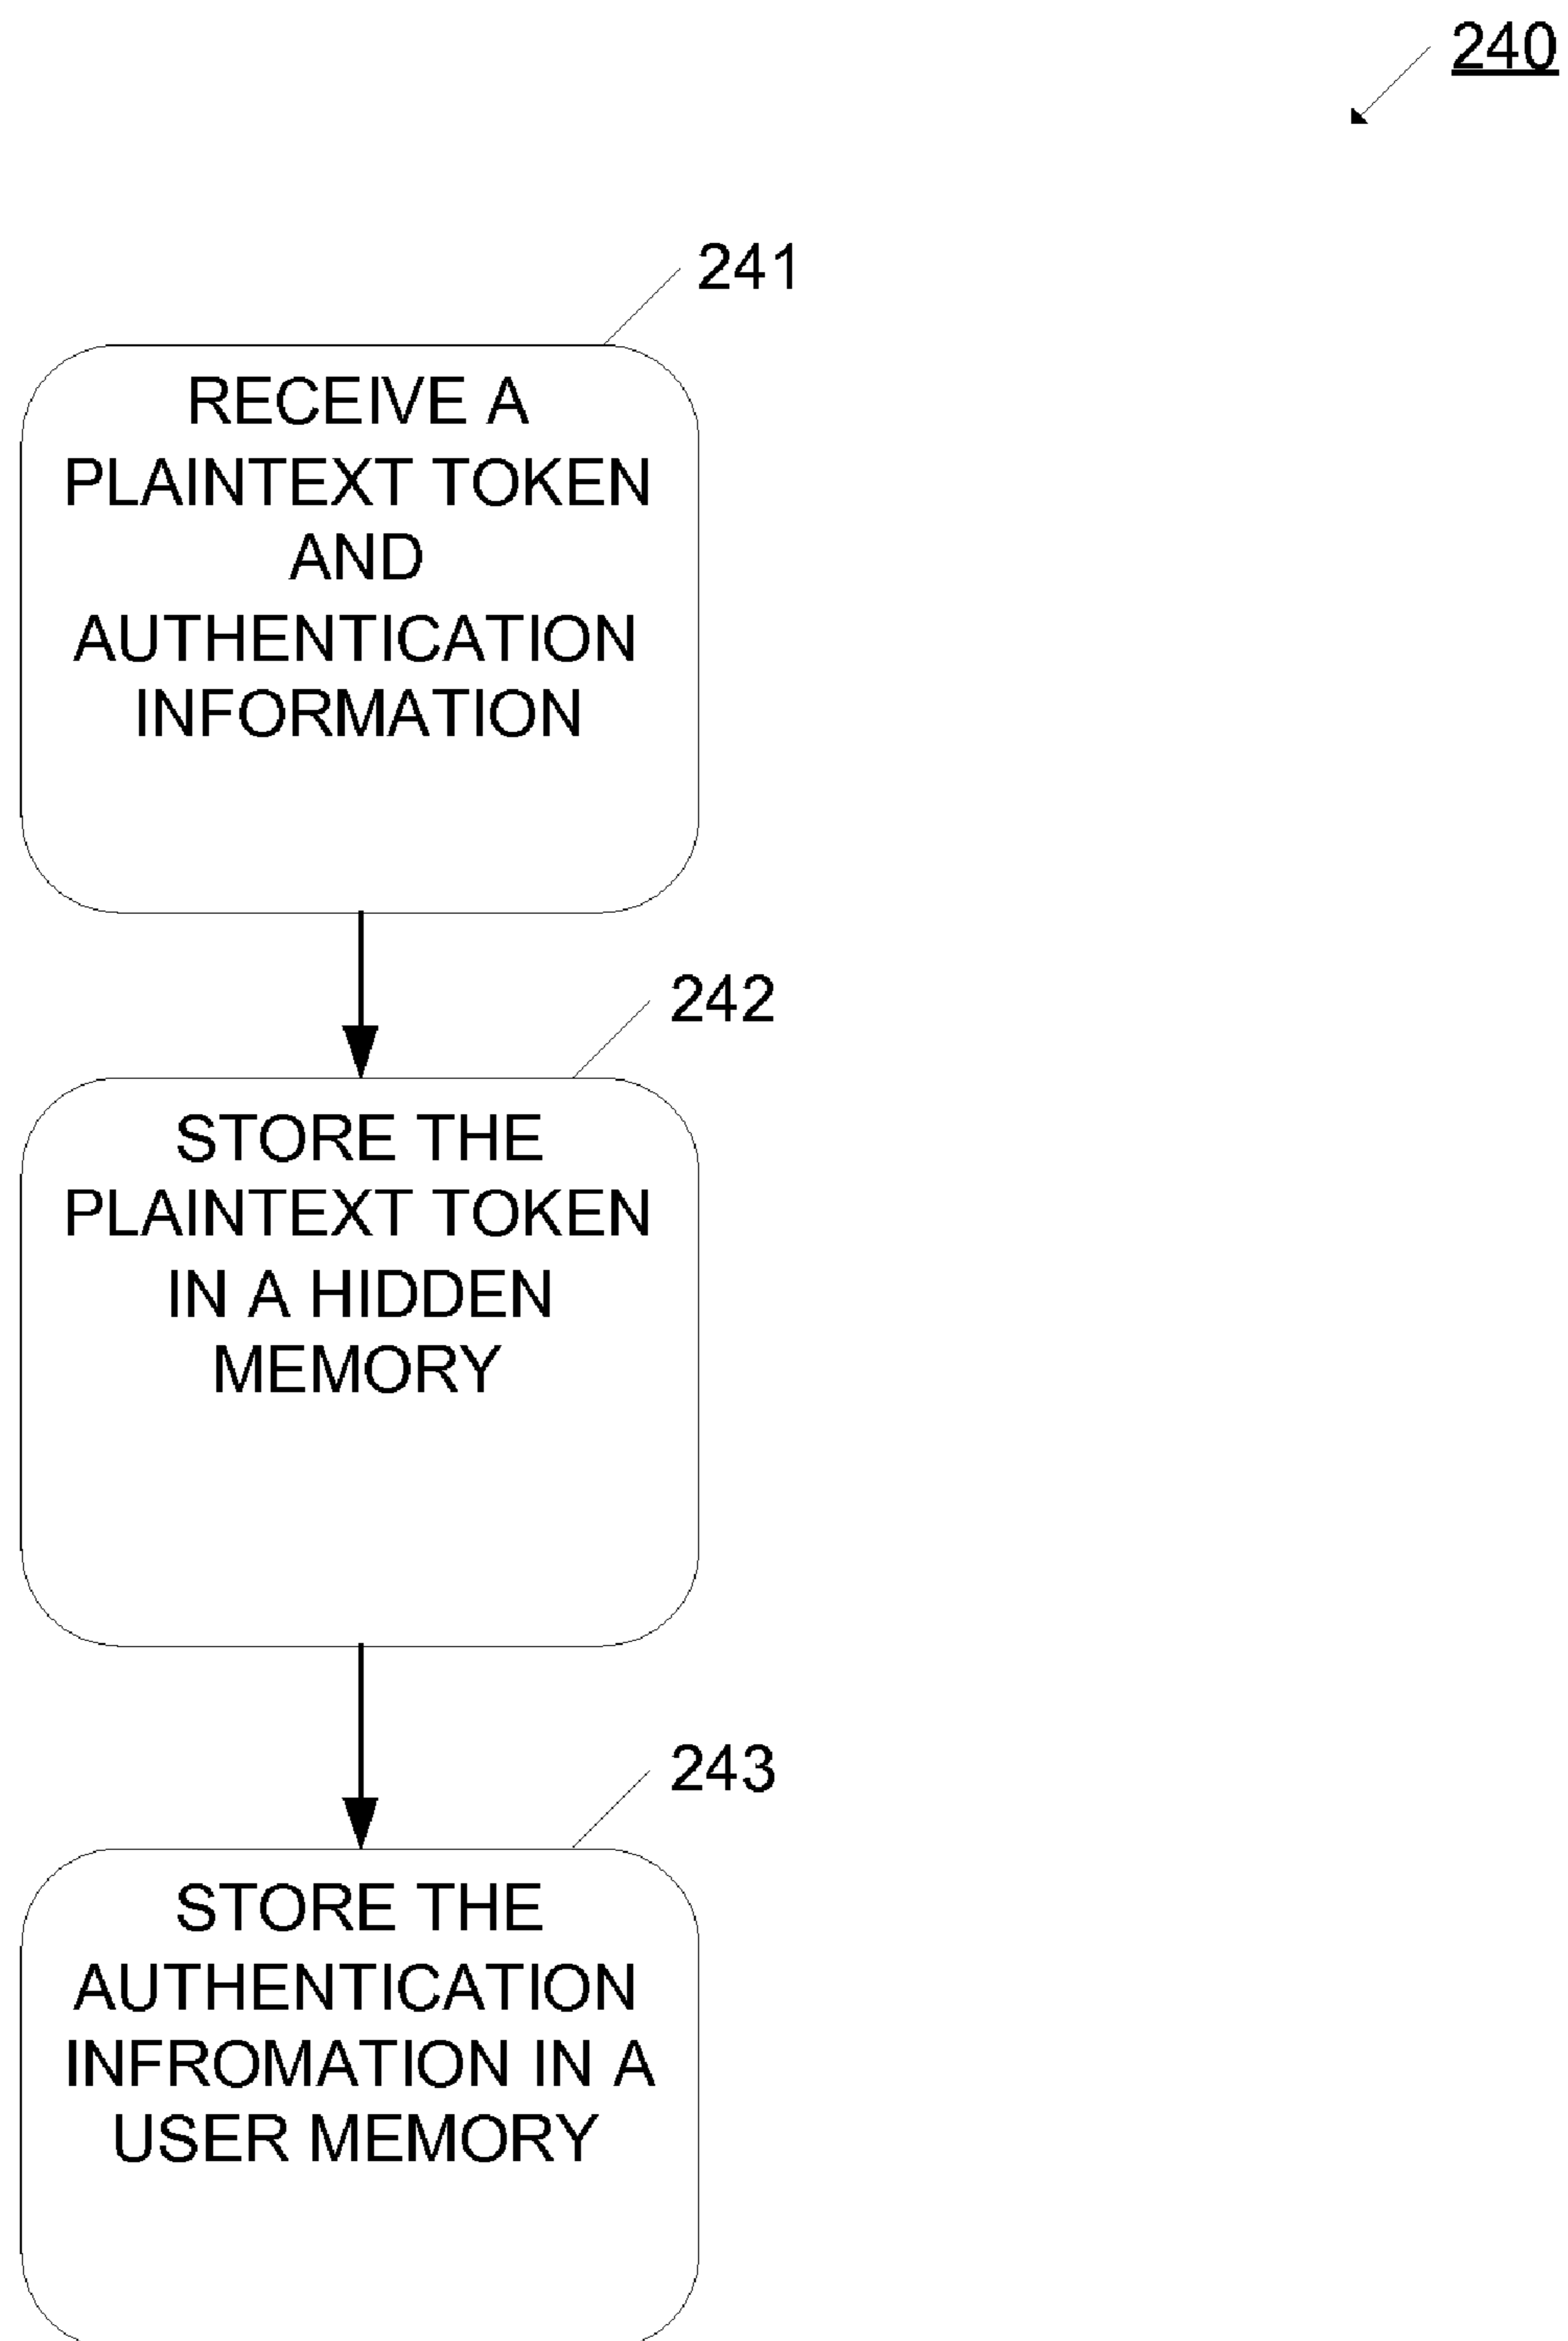 240
241
RECEIVE A
PLAINTEXT TOKEN
AND
AUTHENTICATION
INFORMATION
242
STORE THE
PLAINTEXT TOKEN
IN A HIDDEN
MEMORY
243
STORE THE
AUTHENTICATION
INFROMATION IN A
USER MEMORY